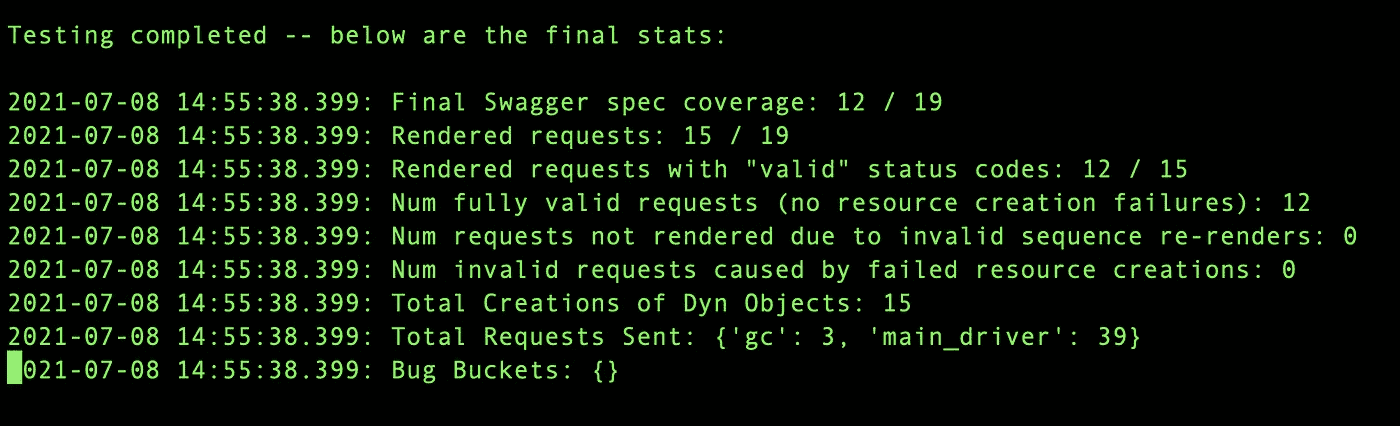 Testing completed -- below are the final stats:
2021-07-08 14:55:38.399: Final Swagger spec coverage: 12 / 19
2021-07-08 14:55:38.399: Rendered requests: 15 / 19
2021-07-08 14:55:38.399: Rendered requests with "valid" status codes: 12 / 15
2021-07-08 14:55:38.399: Num fully valid requests (no resource creation failures): 12
2021-07-08 14:55:38.399: Num requests not rendered due to invalid sequence re-renders: 0
2021-07-08 14:55:38.399: Num invalid requests caused by failed resource creations: 0
2021-07-08 14:55:38.399: Total Creations of Dyn Objects: 15
2021-07-08 14:55:38.399: Total Requests Sent: {'gc': 3, 'main_driver': 39}
021-07-08 14:55:38.399: Bug Buckets: {}